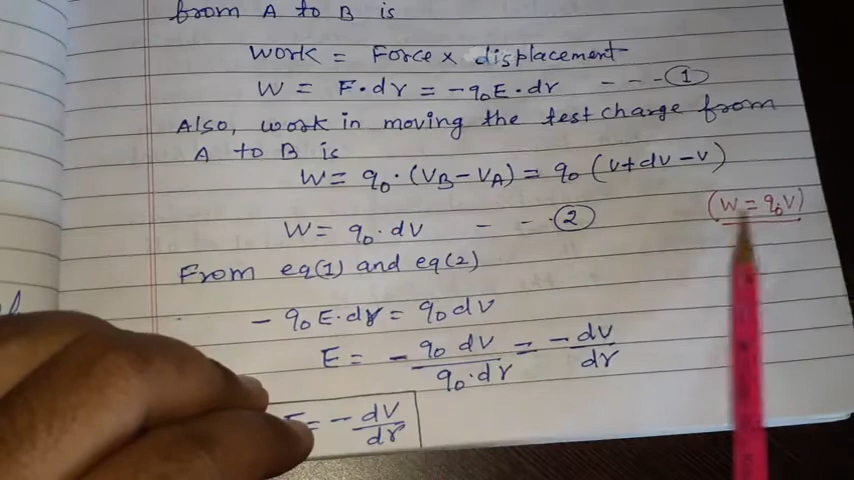 from A to B is
Work = Force × displacement
W = F·dr = -q₀E·dr - - - ①
Also, work in moving the test charge from
A to B is
W = q₀·(V_B-V_A) = q₀(V+dV-V)
(W=q₀V)
W = q₀·dV - - - ②
From eq(1) and eq(2)
- q₀E·dr = q₀dV
E = - q₀dV / q₀·dr = -dV / dr
= - dV / dr